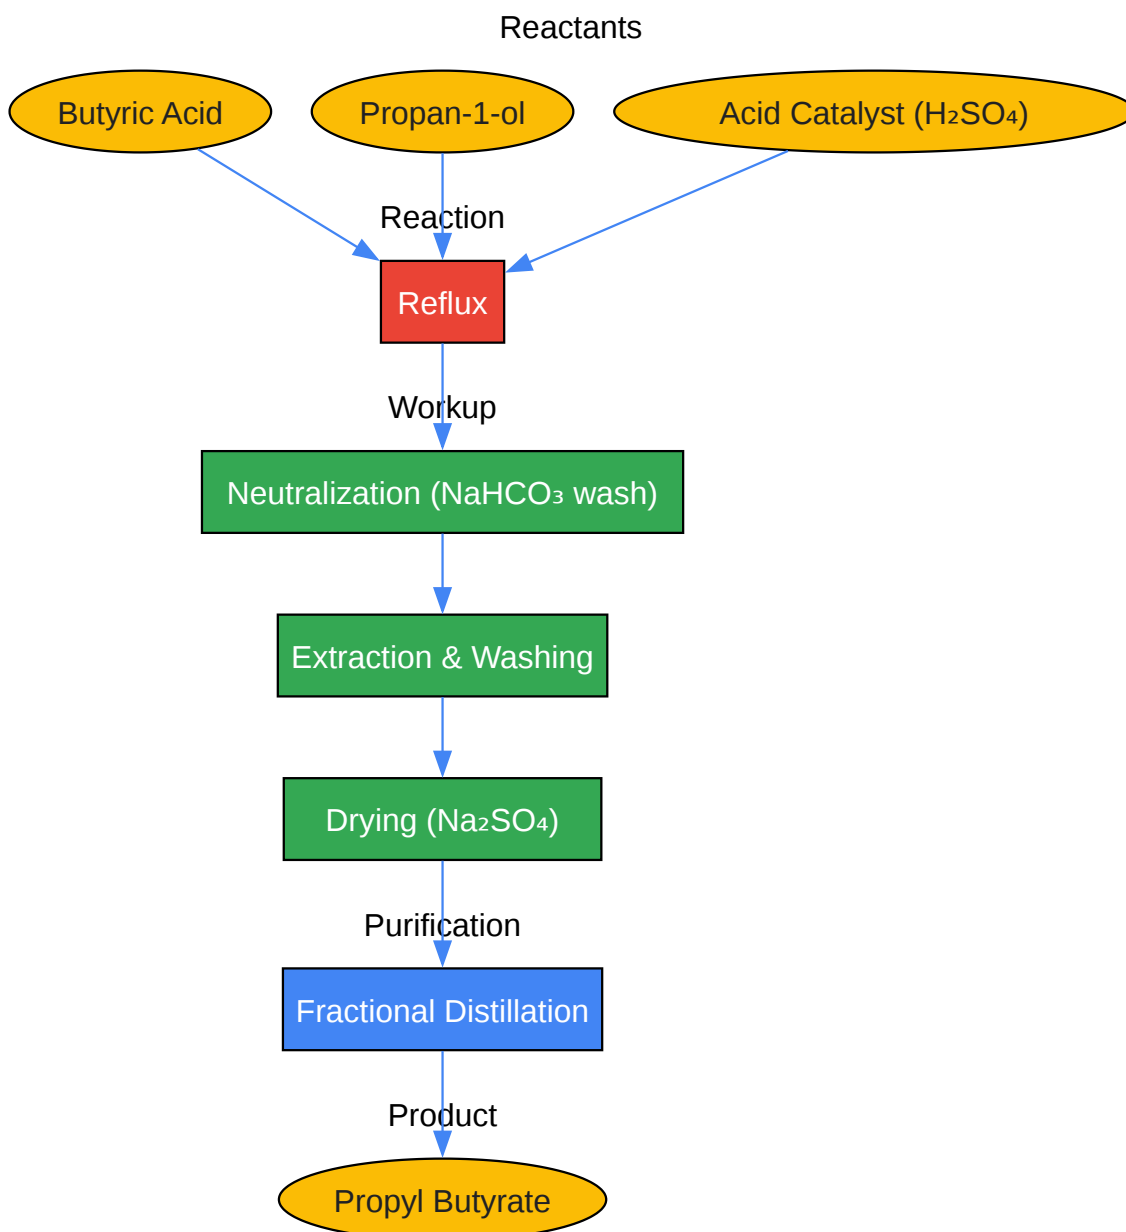 Reactants
Butyric Acid
Propan-1-ol
Acid Catalyst (H₂SO₄)
Reaction
Reflux
Workup
Neutralization (NaHCO₃ wash)
Extraction & Washing
Drying (Na₂SO₄)
Purification
Fractional Distillation
Product
Propyl Butyrate